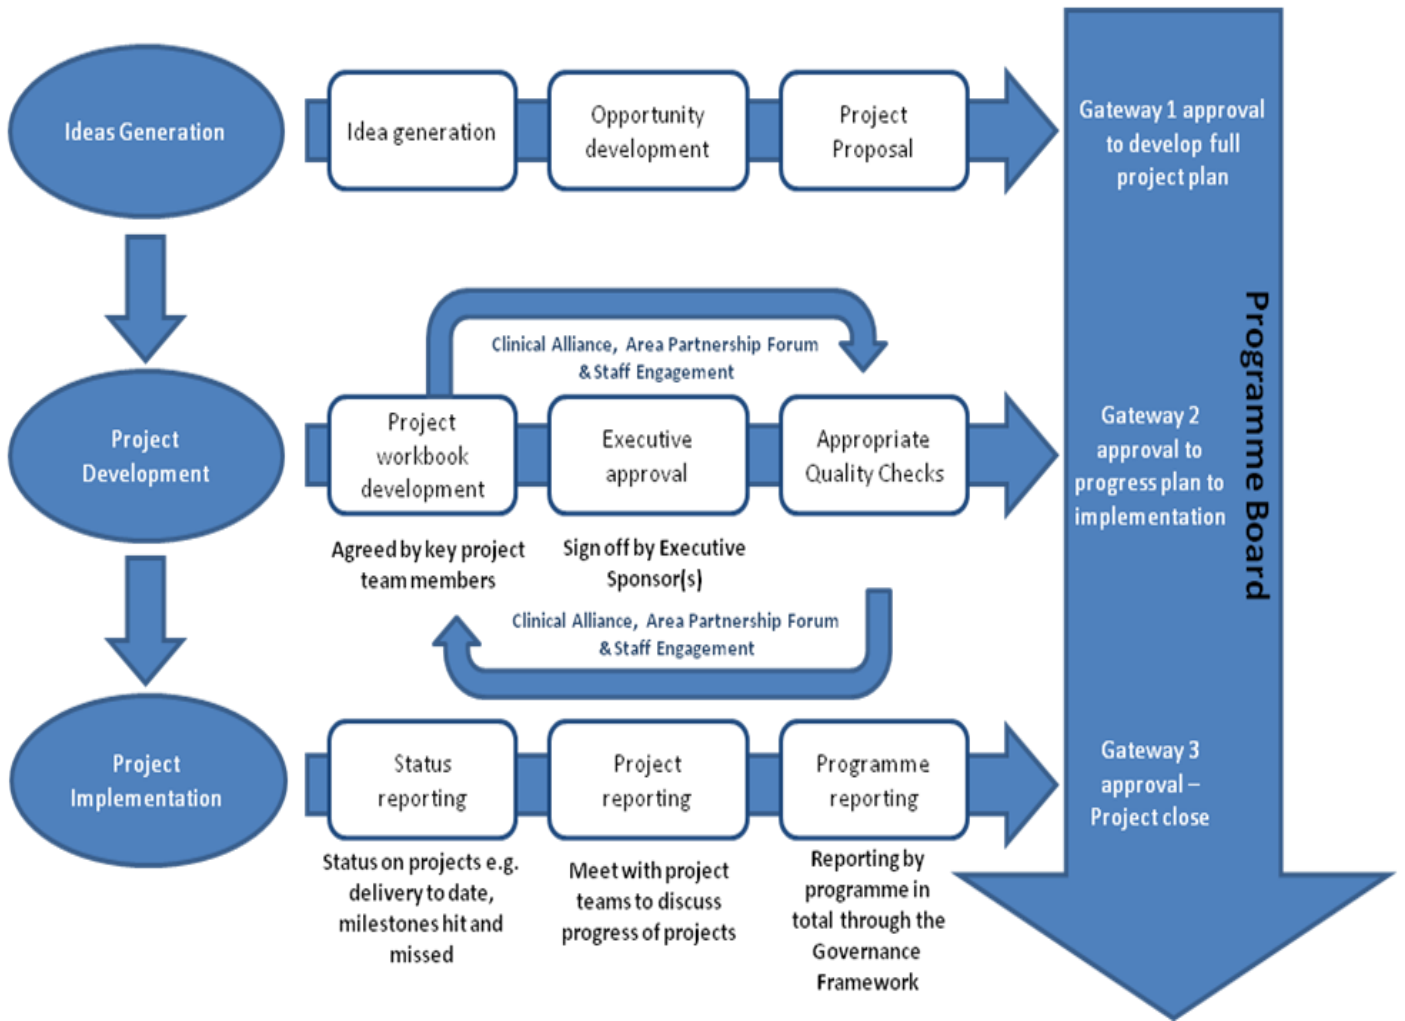 Ideas Generation
Idea generation
Opportunity
development
Project
Proposal
Gateway 1 approval
to develop full
project plan
Programme Board
Clinical Alliance, Area Partnership Forum
& Staff Engagement
Project
Development
Project
workbook
development
Executive
approval
Appropriate
Quality Checks
Gateway 2
approval to
progress plan to
implementation
Agreed by key project
team members
Sign off by Executive
Sponsor(s)
Clinical Alliance, Area Partnership Forum
& Staff Engagement
Project
Implementation
Status
reporting
Project
reporting
Programme
reporting
Gateway 3
approval –
Project close
Status on projects e.g.
delivery to date,
milestones hit and
missed
Meet with project
teams to discuss
progress of projects
Reporting by
programme in
total through the
Governance
Framework